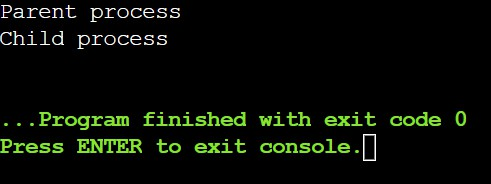 Parent process
Child process
...Program finished with exit code 0
Press ENTER to exit console.